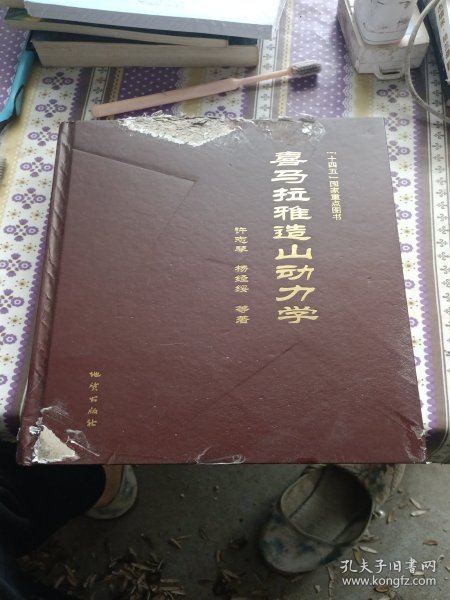 「十四五」国家重点图书
喜马拉雅造山动力学
许志琴 杨经绥 等著
地质出版社
孔夫子旧书网
www.kongfz.com